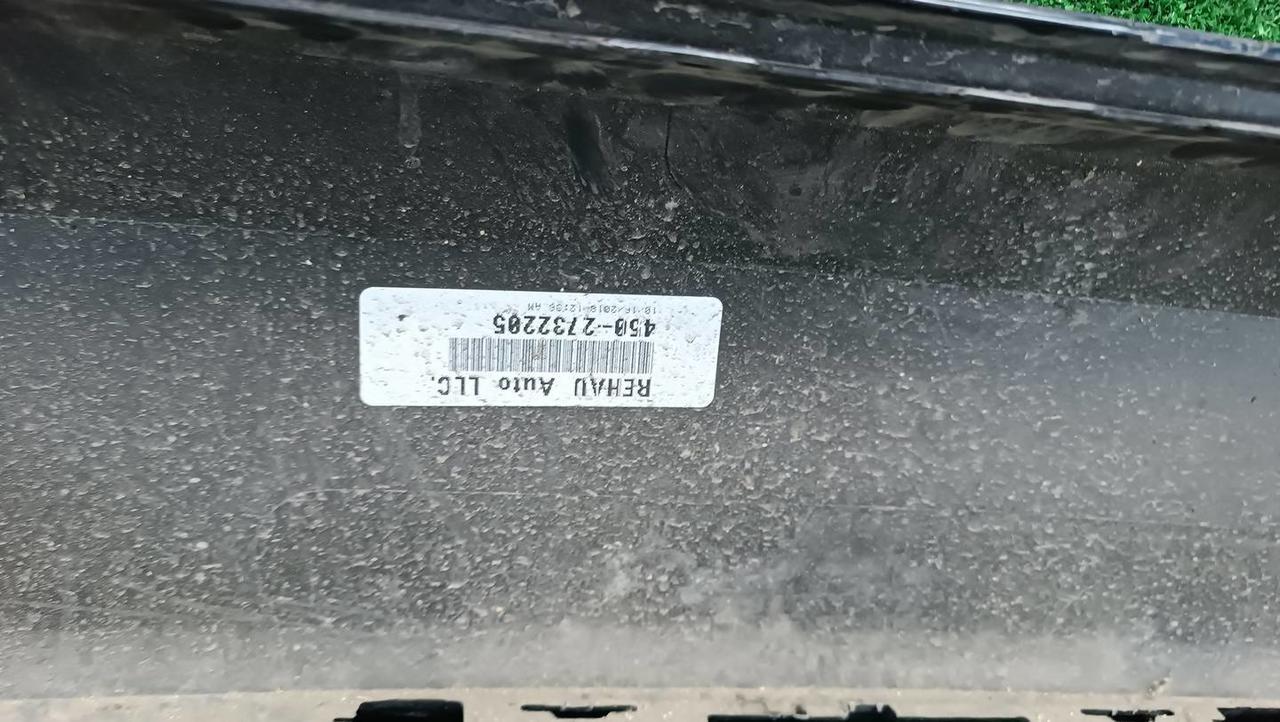 REHAU Auto LLC.
450-2732205